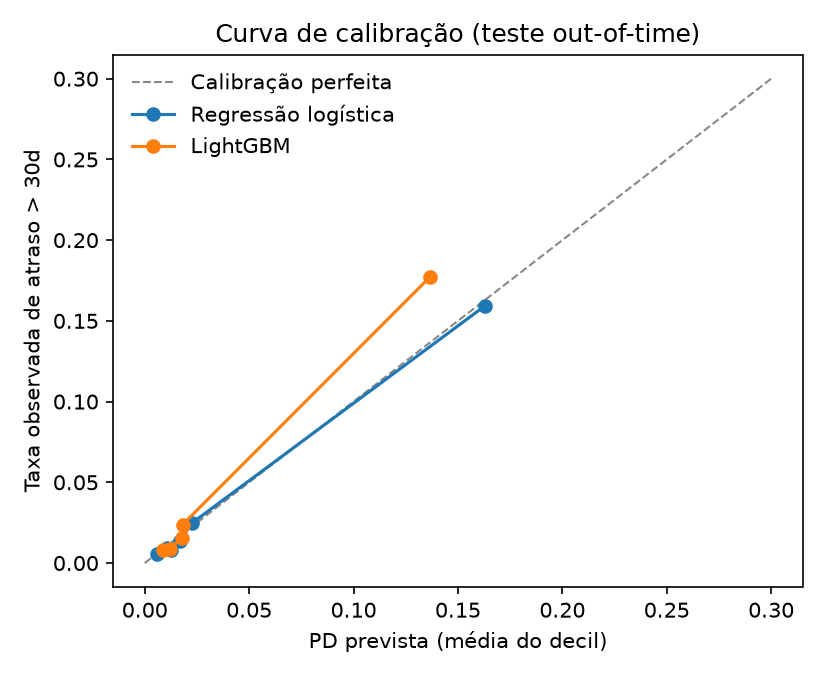 Curva de calibração (teste out-of-time)
Calibração perfeita
Regressão logística
LightGBM
Taxa observada de atraso > 30d
0.30
0.25
0.20
0.15
0.10
0.05
0.00
0.00 0.05 0.10 0.15 0.20 0.25 0.30
PD prevista (média do decil)